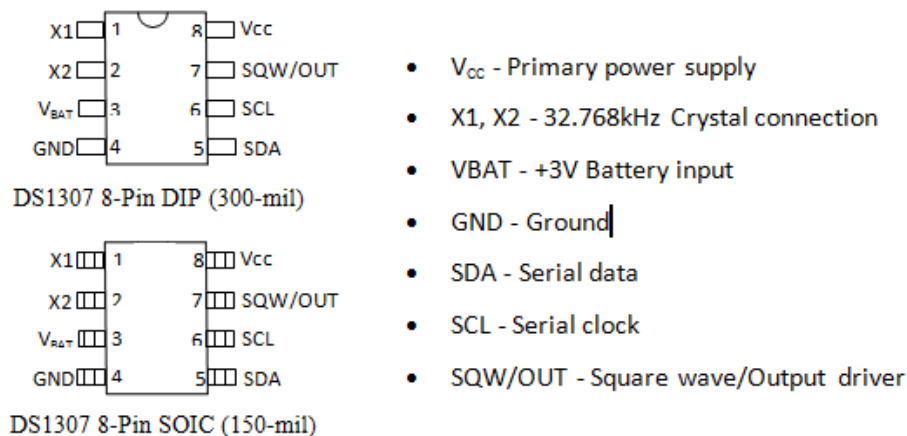 X1 1 8 Vcc
X2 2 7 SQW/OUT
VBAT 3 6 SCL
GND 4 5 SDA
DS1307 8-Pin DIP (300-mil)
X1 1 8 Vcc
X2 2 7 SQW/OUT
VBAT 3 6 SCL
GND 4 5 SDA
DS1307 8-Pin SOIC (150-mil)
• Vcc - Primary power supply
• X1, X2 - 32.768kHz Crystal connection
• VBAT - +3V Battery input
• GND - Ground
• SDA - Serial data
• SCL - Serial clock
• SQW/OUT - Square wave/Output driver